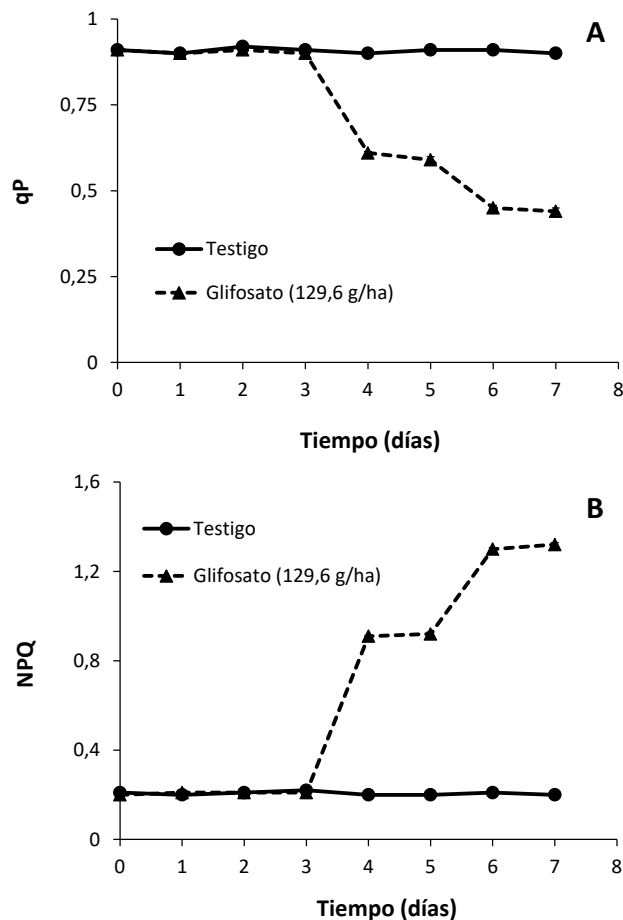 A
1
0,75
qP
0,5
0,25
0
Testigo
Glifosato (129,6 g/ha)
0 1 2 3 4 5 6 7 8
Tiempo (días)
B
1,6
1,2
NPQ
0,8
0,4
0
Testigo
Glifosato (129,6 g/ha)
0 1 2 3 4 5 6 7 8
Tiempo (días)